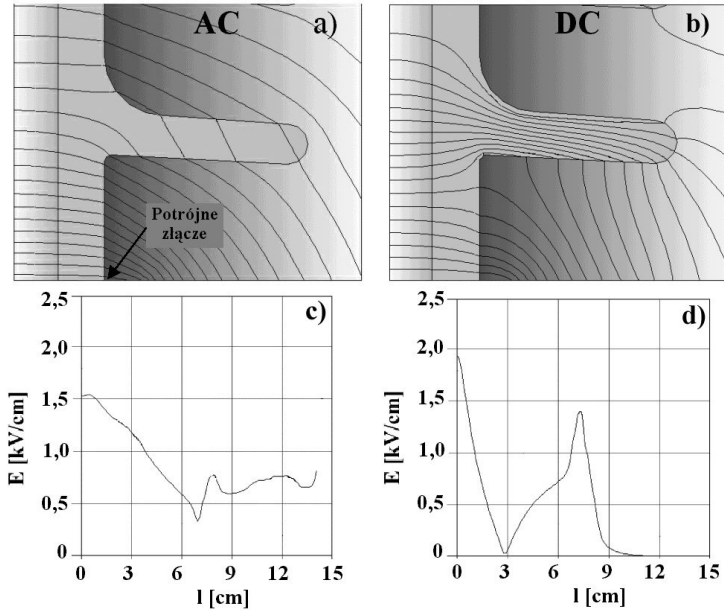 AC
a)
Potrójne
złącze
DC
b)
c)
2,5
2,0
1,5
1,0
0,5
0
E [kV/cm]
0
3
6
9
12
15
l [cm]
d)
2,5
2,0
1,5
1,0
0,5
0
E [kV/cm]
0
3
6
9
12
15
l [cm]